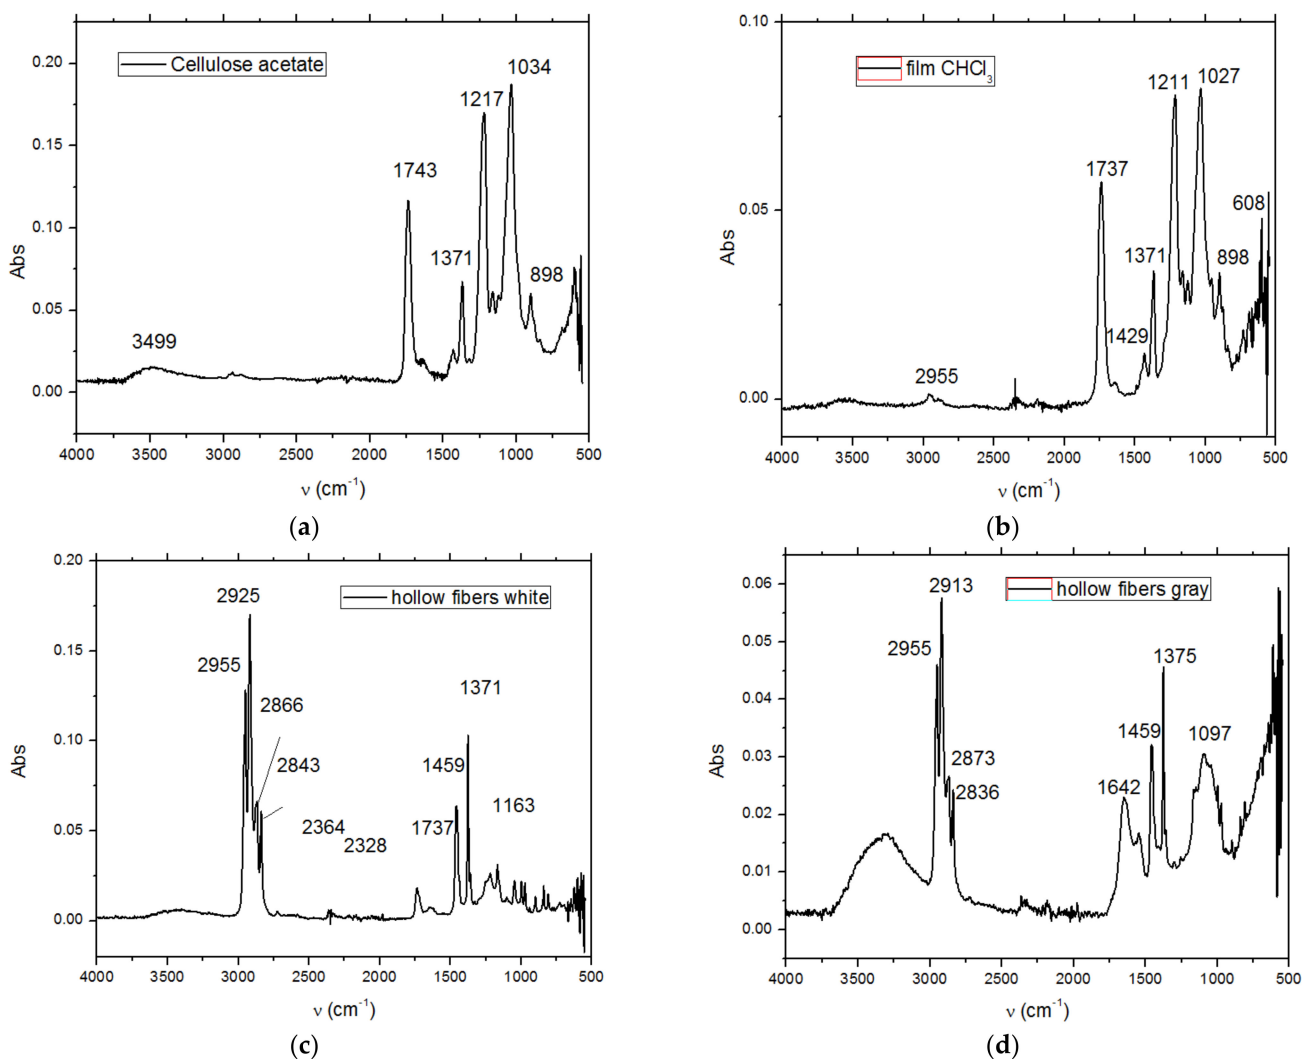 Cellulose acetate
0.20
0.15
0.10
0.05
0.00
Abs
3499
1743
1371
1217
1034
898
4000 3500 3000 2500 2000 1500 1000 500
ν (cm-1)
(a)
film CHCl3
0.10
0.05
0.00
Abs
2955
1737
1429
1371
1211
1027
898
608
4000 3500 3000 2500 2000 1500 1000 500
ν (cm-1)
(b)
hollow fibers white
0.20
0.15
0.10
0.05
0.00
Abs
2925
2955
2866
2843
2364
2328
1737
1459
1371
1163
4000 3500 3000 2500 2000 1500 1000 500
ν (cm-1)
(c)
hollow fibers gray
0.06
0.05
0.04
0.03
0.02
0.01
0.00
Abs
2913
2955
2873
2836
1642
1459
1375
1097
4000 3500 3000 2500 2000 1500 1000 500
ν (cm-1)
(d)